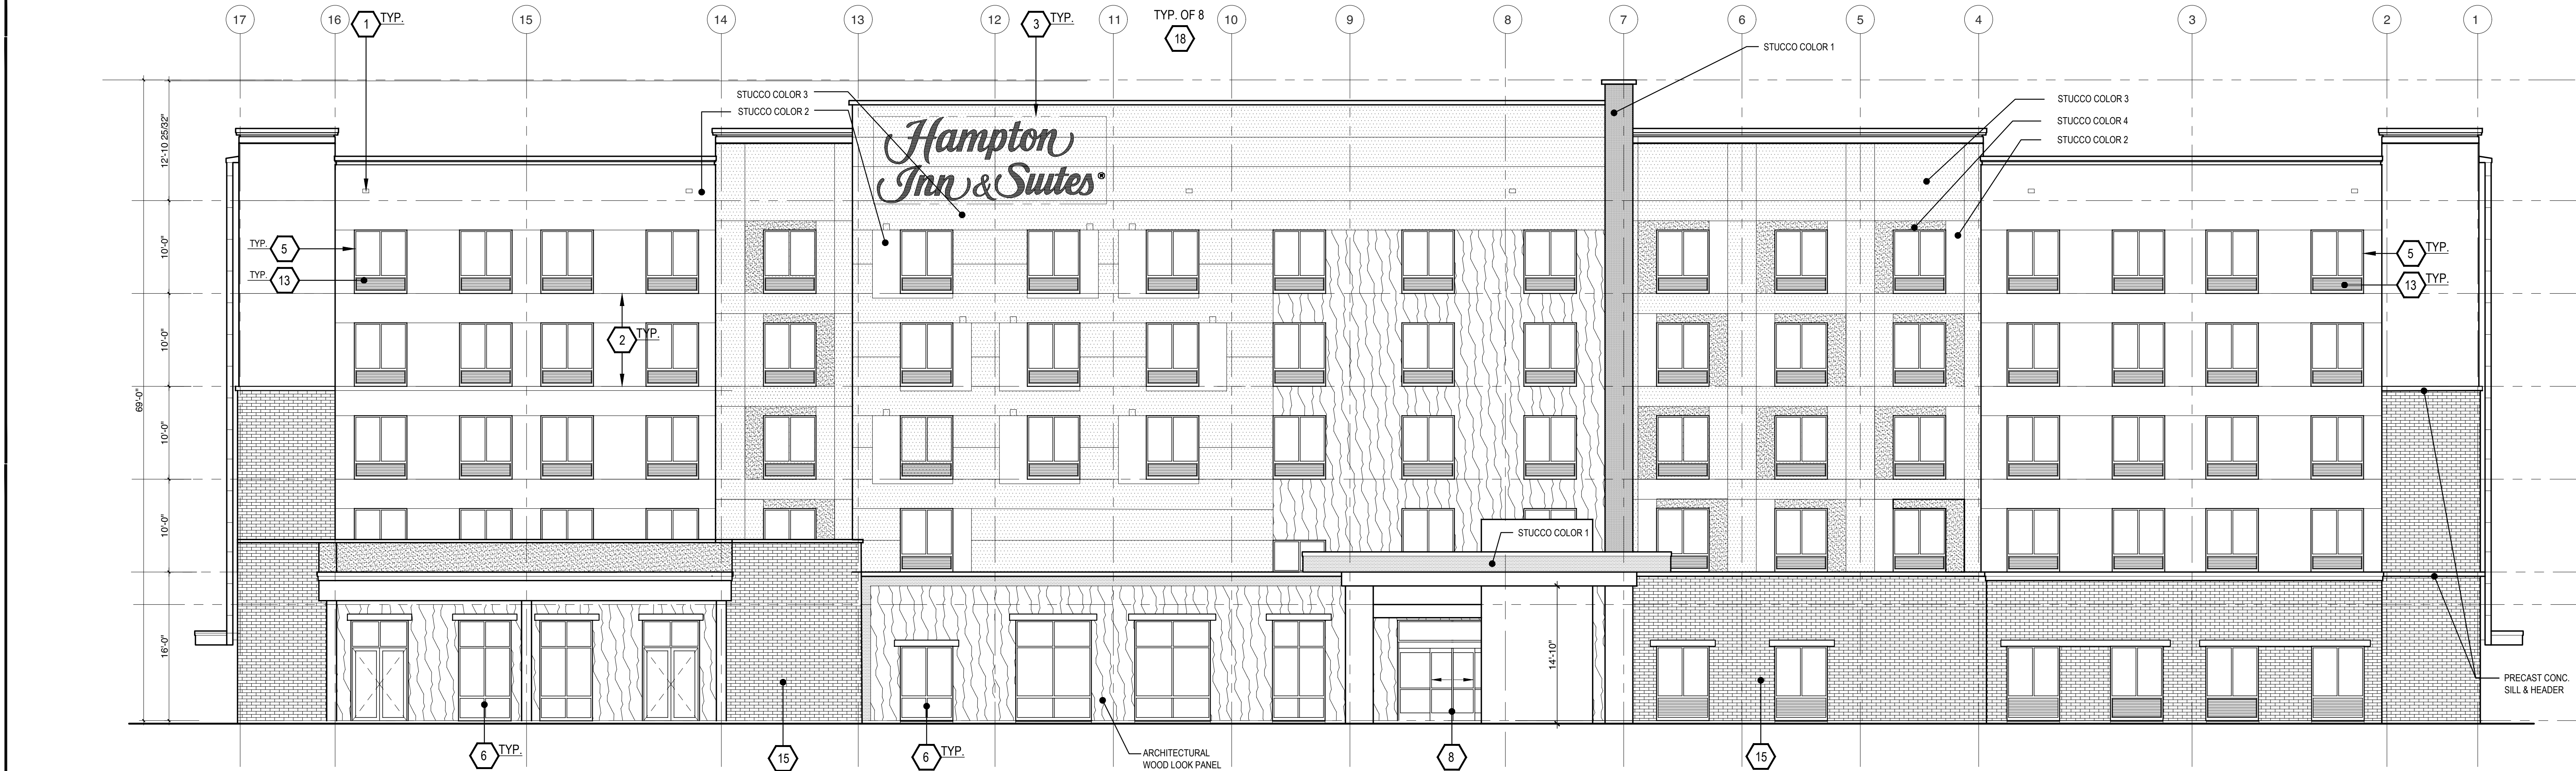 17
16
15
14
13
12
11
10
9
8
7
6
5
4
3
2
1
1
TYP.
3
TYP.
TYP. OF 8
18
STUCCO COLOR 1
STUCCO COLOR 3
STUCCO COLOR 2
STUCCO COLOR 3
STUCCO COLOR 4
STUCCO COLOR 2
Hampton
Inn & Suites®
12'-10 25/32"
10'-0"
10'-0"
10'-0"
10'-0"
16'-0"
69'-0"
TYP.
5
TYP.
13
2
TYP.
5
TYP.
13
TYP.
STUCCO COLOR 1
14'-10"
PRECAST CONC.
SILL & HEADER
6
TYP.
15
6
TYP.
ARCHITECTURAL
WOOD LOOK PANEL
8
15